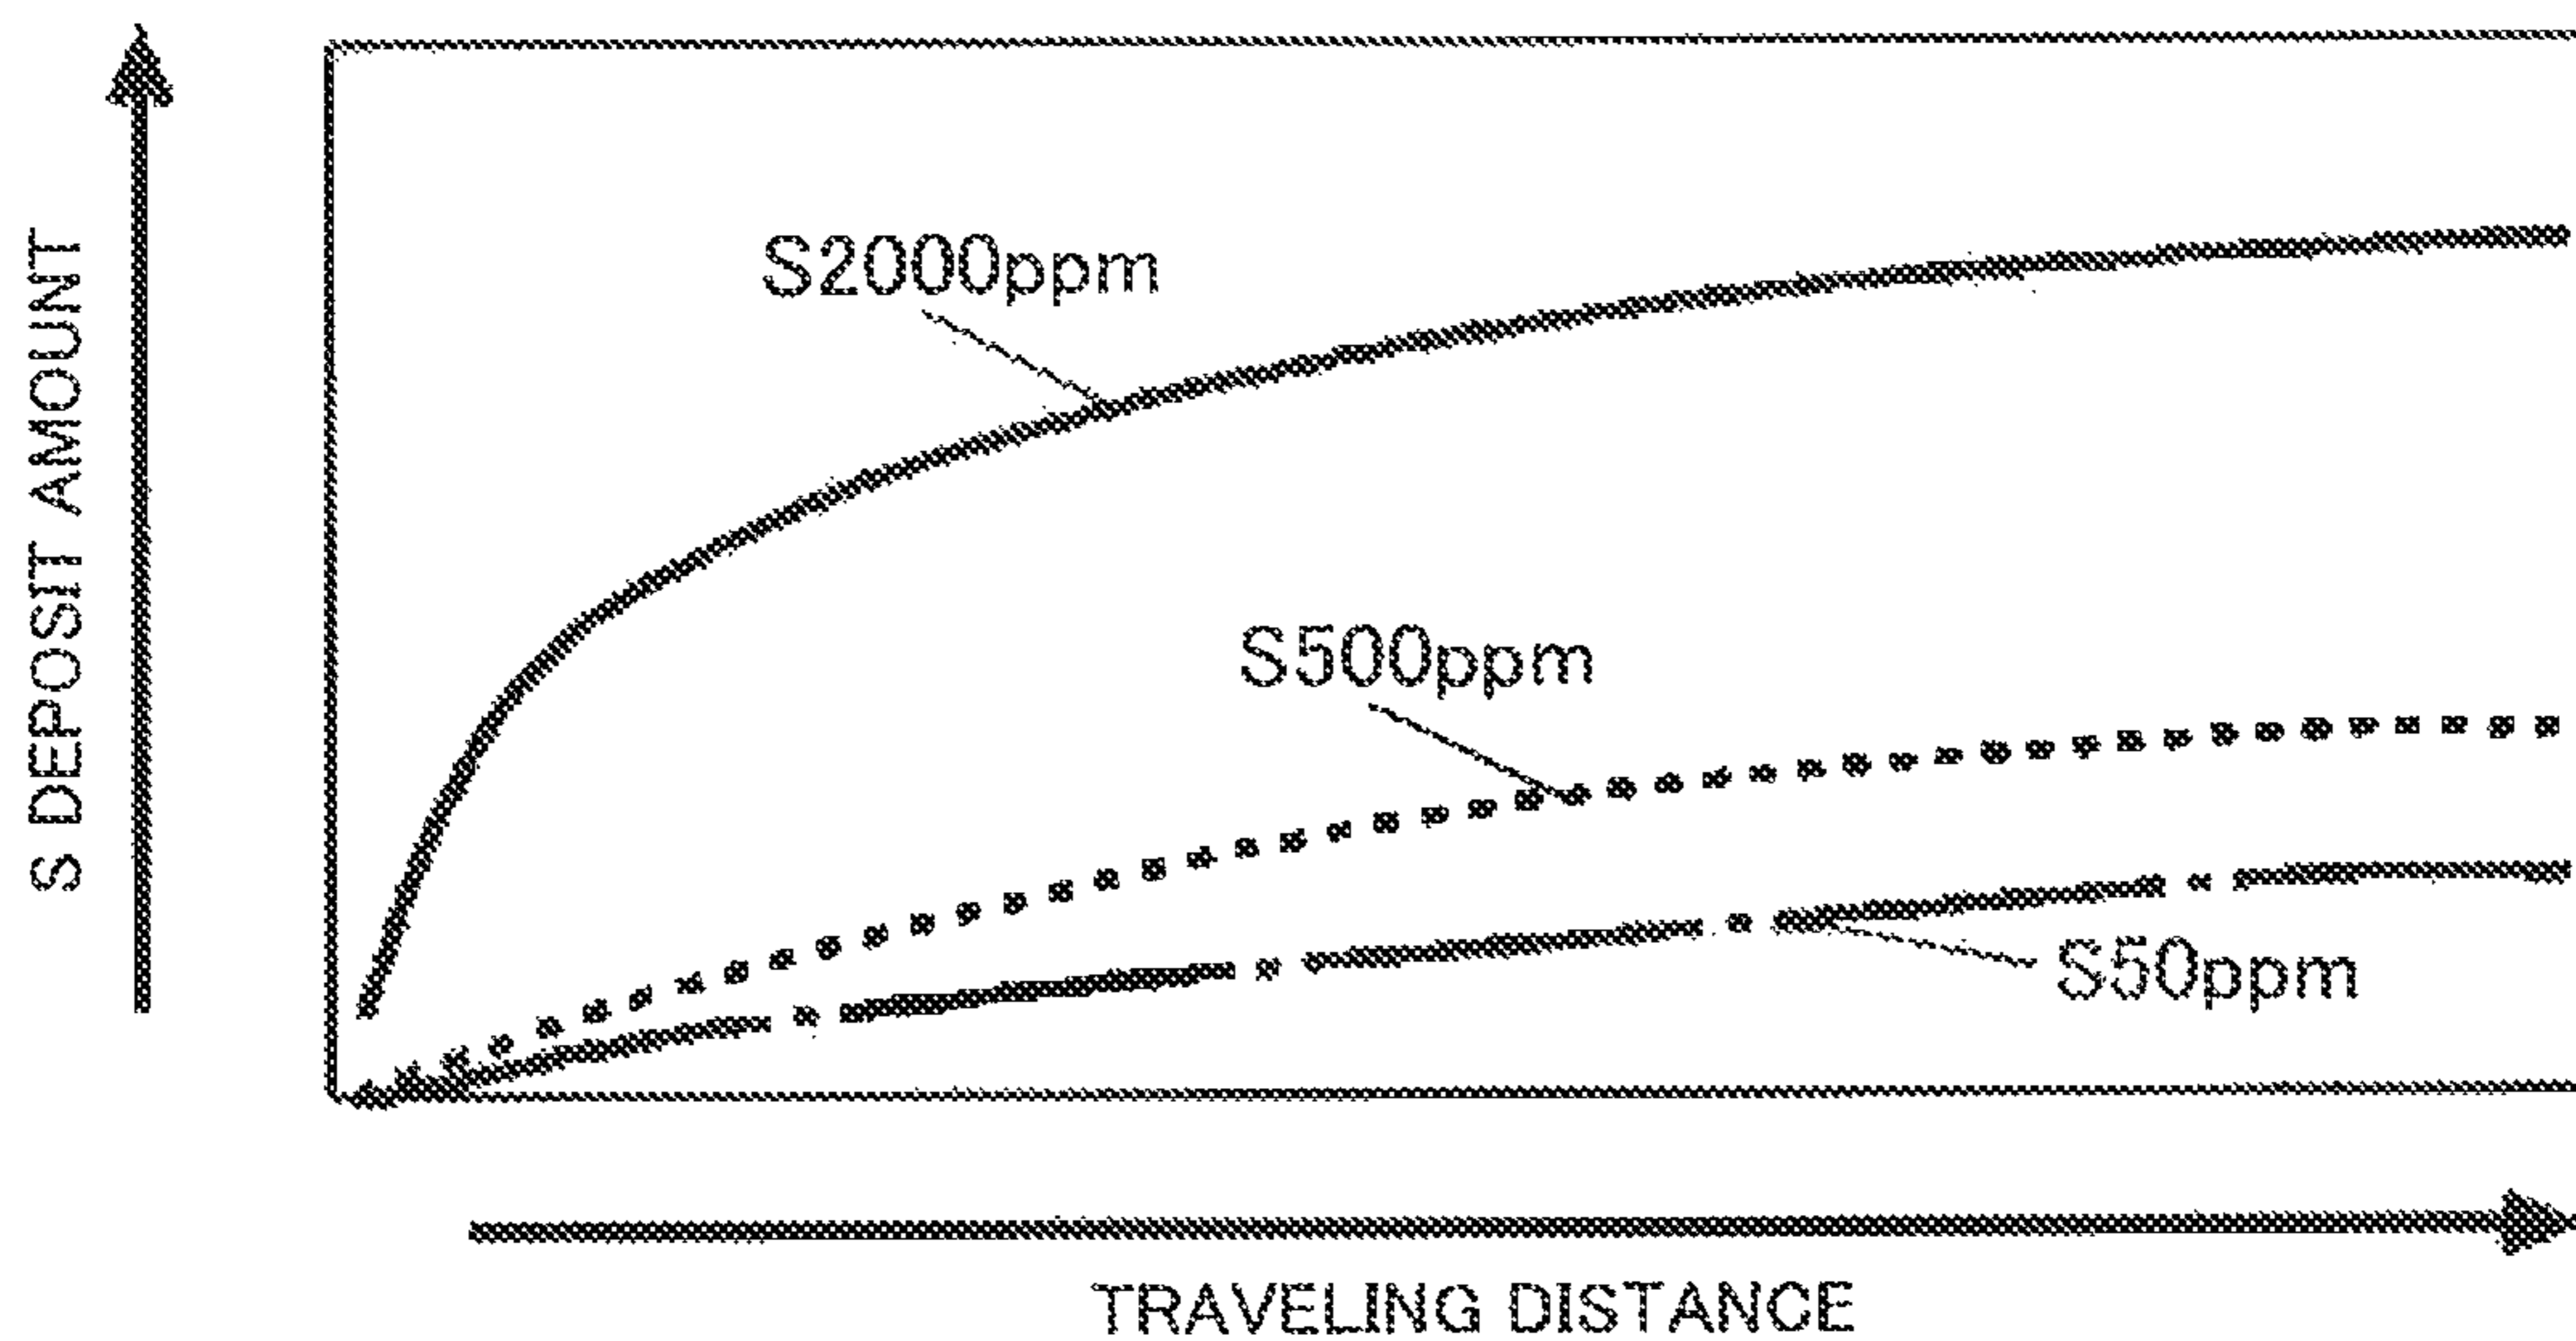 S DEPOSIT AMOUNT
S2000ppm
S500ppm
S50ppm
TRAVELING DISTANCE